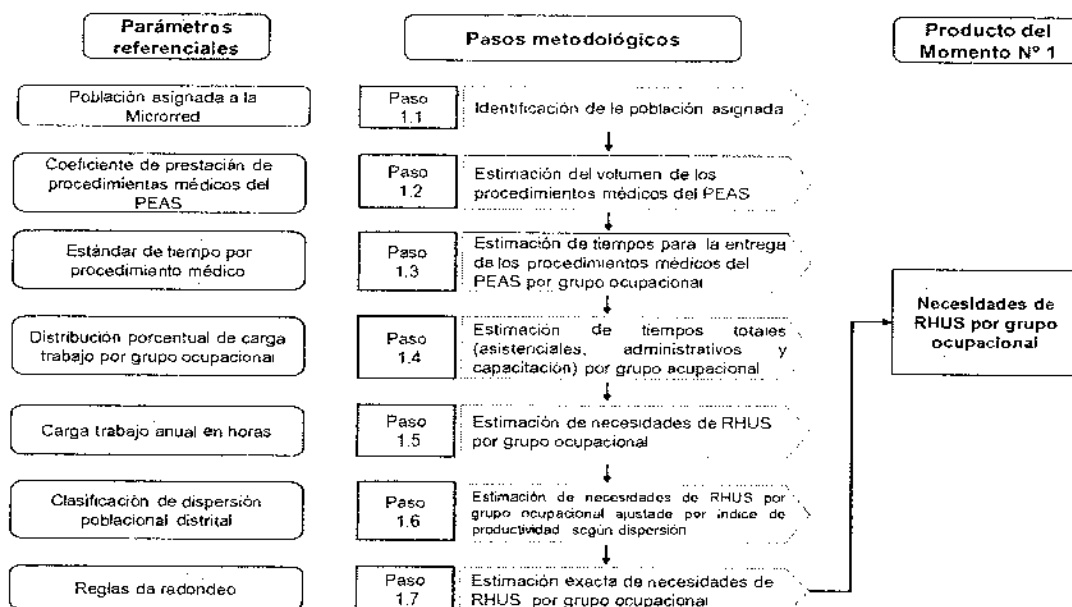 Parámetros
referenciales
Pasos metodológicos
Producto del
Momento N° 1
Población asignada a la
Microrred
Paso
1.1
Identificación de le población asignada
Coeficiente de prestación de
procedimientas médicos del
PEAS
Paso
1.2
Estimación del volumen de los
procedimientos médicos del PEAS
Estándar de tiempo por
procedimiento médico
Paso
1.3
Estimación de tiempos para la entrega
de los procedimientos médicos del
PEAS por grupo ocupacional
Distribución porcentual de carga
trabajo por grupo ocupacional
Paso
1.4
Estimación de tiempos totales
(asistenciales, administrativos y
capacitación) por grupo acupacional
Carga trabajo anual en horas
Paso
1.5
Estimación de necesidades de RHUS
por grupo ocupacional
Clasificación de dispersión
poblacional distrital
Paso
1.6
Estimación de necesidades de RHUS por
grupo ocupacional ajustade por índice de
productividad según dispersión
Reglas da radondeo
Paso
1.7
Estimación exacta de necesidades de
RHUS por grupo ocupacional
Necesidades de
RHUS por grupo
ocupacional